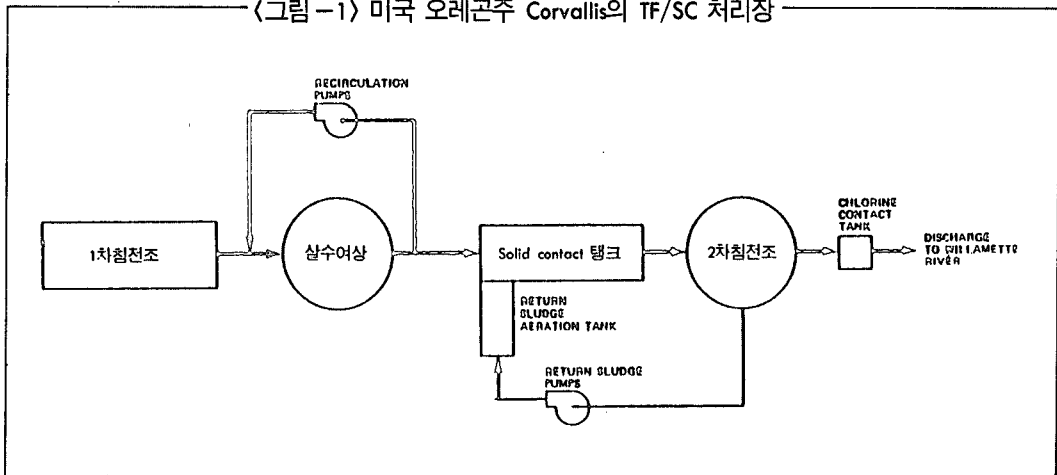 〈그림-1〉 미국 오레곤주 Corvallis의 TF/SC 처리장
RECIRCULATION
PUMPS
1차침전조
살수여상
Solid contact 탱크
2차침전조
CHLORINE
CONTACT
TANK
DISCHARGE
TO WILLAMETTE
RIVER
RETURN
SLUDGE
AERATION TANK
RETURN SLUDGE
PUMPS